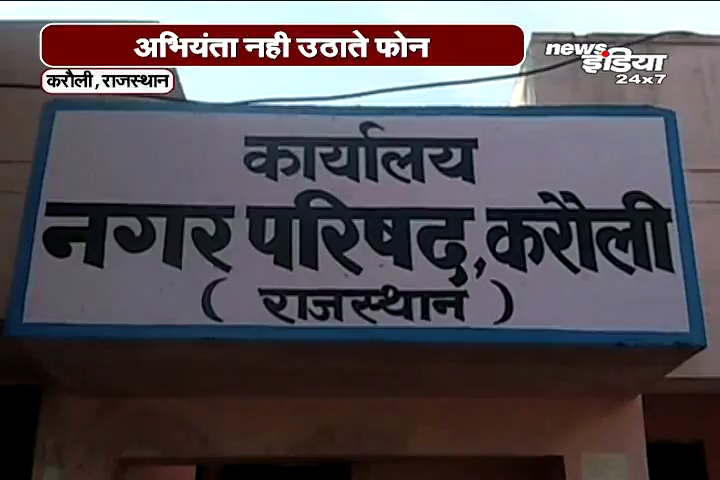 अभियंता नही उठाते फोन
करौली, राजस्थान
news
इंडिया
24x7
कार्यालय
नगर परिषद, करौली
( राजस्थान )